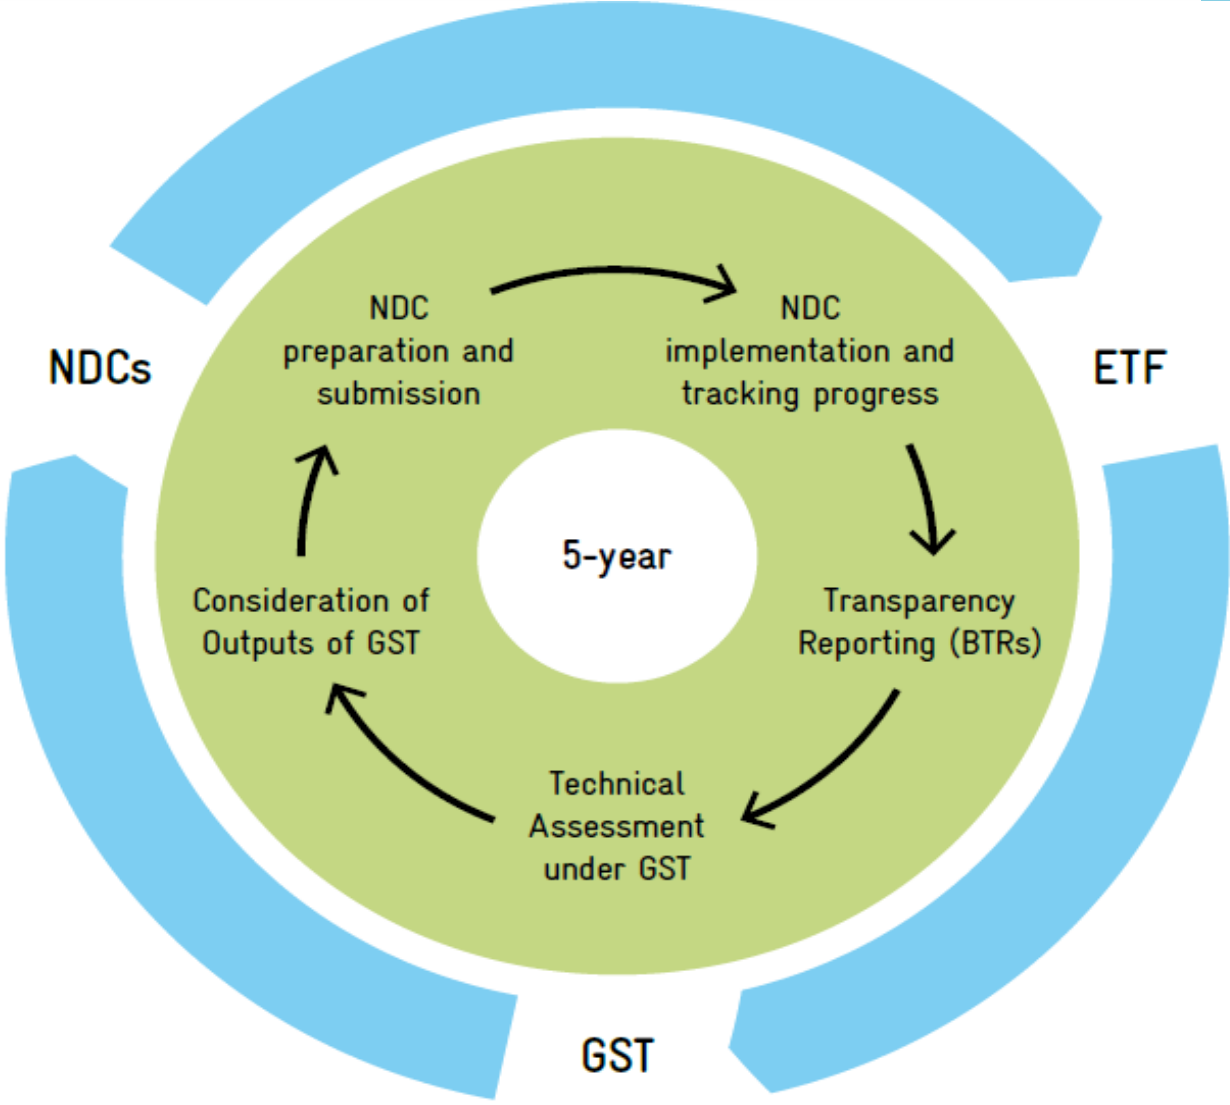 NDC
preparation and
submission
NDC
implementation and
tracking progress
NDCs
ETF
5-year
Consideration of
Outputs of GST
Transparency
Reporting (BTRs)
Technical
Assessment
under GST
GST